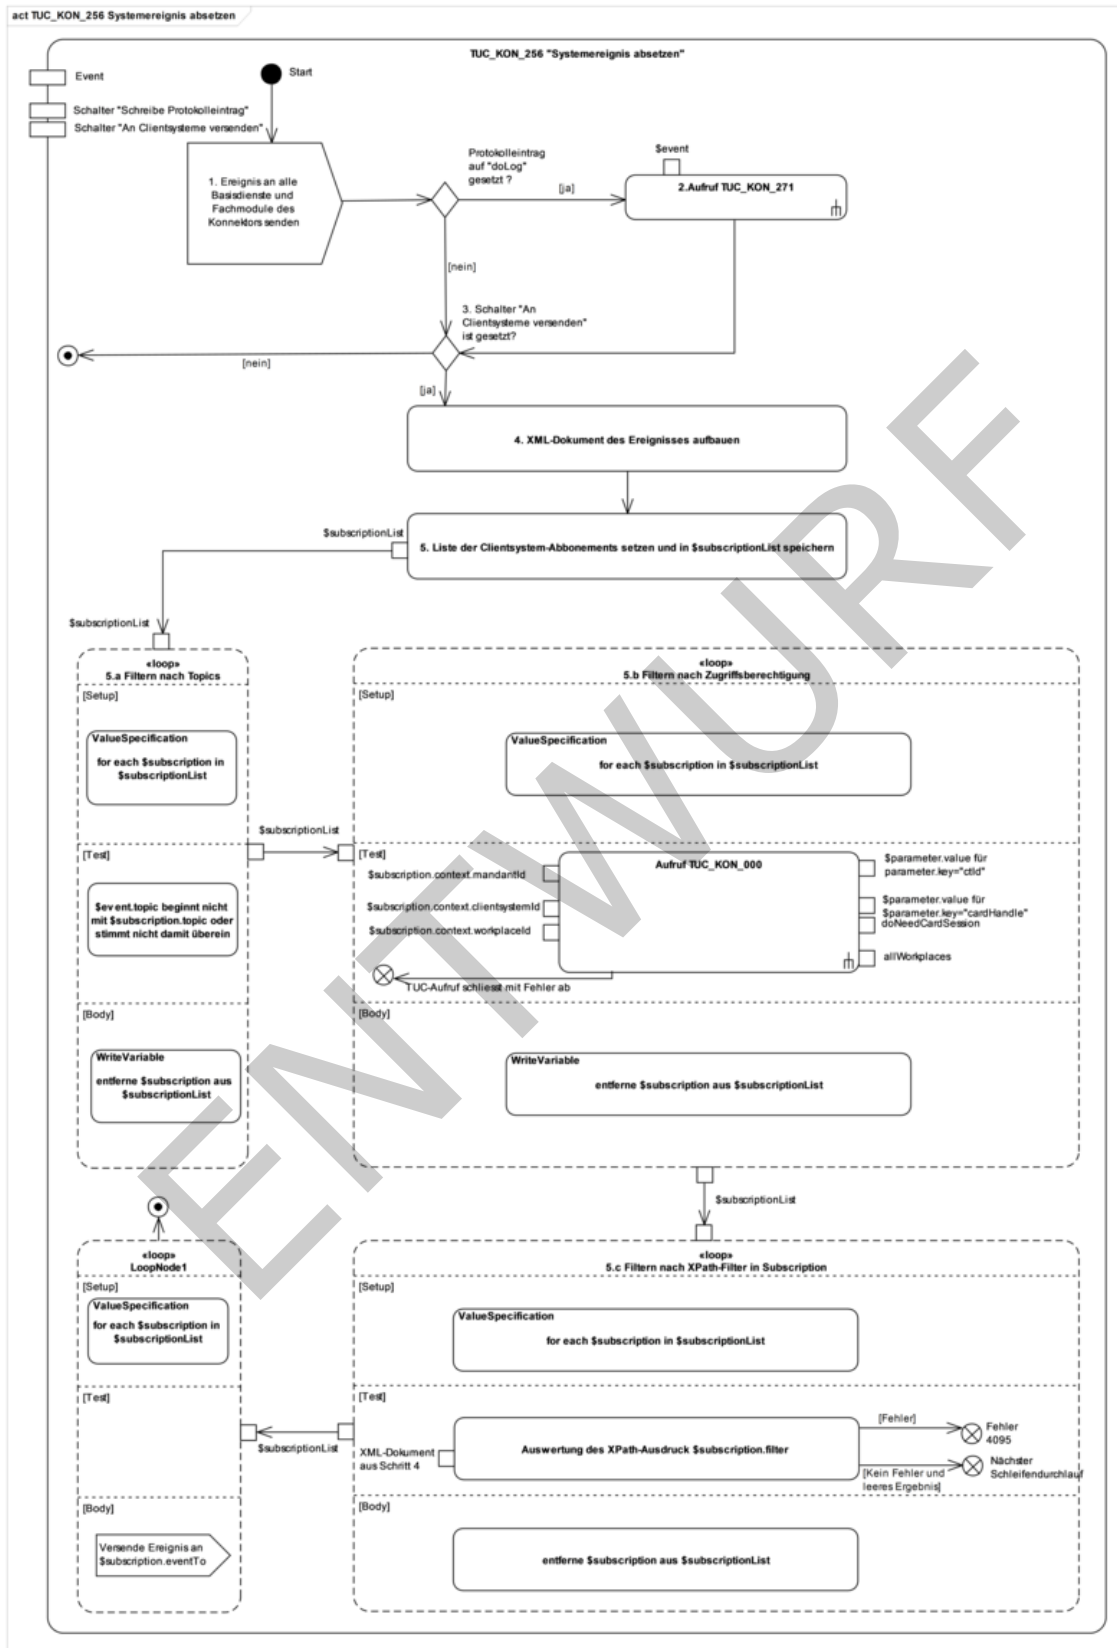 act TUC_KON_256 Systemereignis absetzen
TUC_KON_256 "Systemereignis absetzen"
Event
Start
Schalter "Schreibe Protokolleintrag"
Schalter "An Clientsysteme versenden"
1. Ereignis an alle
Basisdienste und
Fachmodule des
Konnektors senden
Protokolleintrag
auf "doLog"
gesetzt ?
[ja]
$event
2.Aufruf TUC_KON_271
[nein]
3. Schalter "An
Clientsysteme versenden"
ist gesetzt?
[nein]
[ja]
4. XML-Dokument des Ereignisses aufbauen
$subscriptionList
5. Liste der Clientsystem-Abbonements setzen und in $subscriptionList speichern
$subscriptionList
«loop»
5.a Filtern nach Topics
[Setup]
ValueSpecification
for each $subscription in
$subscriptionList
[Test]
$event.topic beginnt nicht
mit $subscription.topic oder
stimmt nicht damit überein
[Body]
WriteVariable
entferne $subscription aus
$subscriptionList
$subscriptionList
«loop»
5.b Filtern nach Zugriffsberechtigung
[Setup]
ValueSpecification
for each $subscription in $subscriptionList
[Test]
Aufruf TUC_KON_000
$subscription.context.mandantId
$subscription.context.clientsystemId
$subscription.context.workplaceId
$parameter.value für
parameter.key="ctId"
$parameter.value für
$parameter.key="cardHandle"
doNeedCardSession
allWorkplaces
TUC-Aufruf schliesst mit Fehler ab
[Body]
WriteVariable
entferne $subscription aus $subscriptionList
$subscriptionList
«loop»
5.c Filtern nach XPath-Filter in Subscription
[Setup]
ValueSpecification
for each $subscription in $subscriptionList
[Test]
XML-Dokument
aus Schritt 4
Auswertung des XPath-Ausdruck $subscription.filter
[Fehler]
Fehler
4095
[Kein Fehler und
leeres Ergebnis]
Nächster
Schleifendurchlauf
[Body]
entferne $subscription aus $subscriptionList
$subscriptionList
«loop»
LoopNode1
[Setup]
ValueSpecification
for each $subscription in
$subscriptionList
[Test]
[Body]
Versende Ereignis an
$subscription.eventTo
ENTWURF